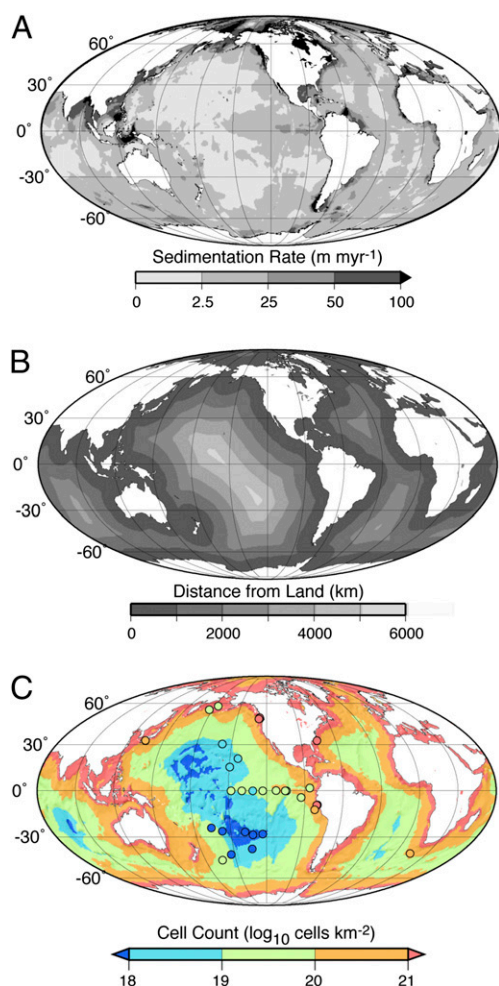 A
60°
30°
0°
-30°
-60°
Sedimentation Rate (m myr-1)
0 2.5 25 50 100
B
60°
30°
0°
-30°
-60°
Distance from Land (km)
0 2000 4000 6000
C
60°
30°
0°
-30°
-60°
Cell Count (log10 cells km-2)
18 19 20 21